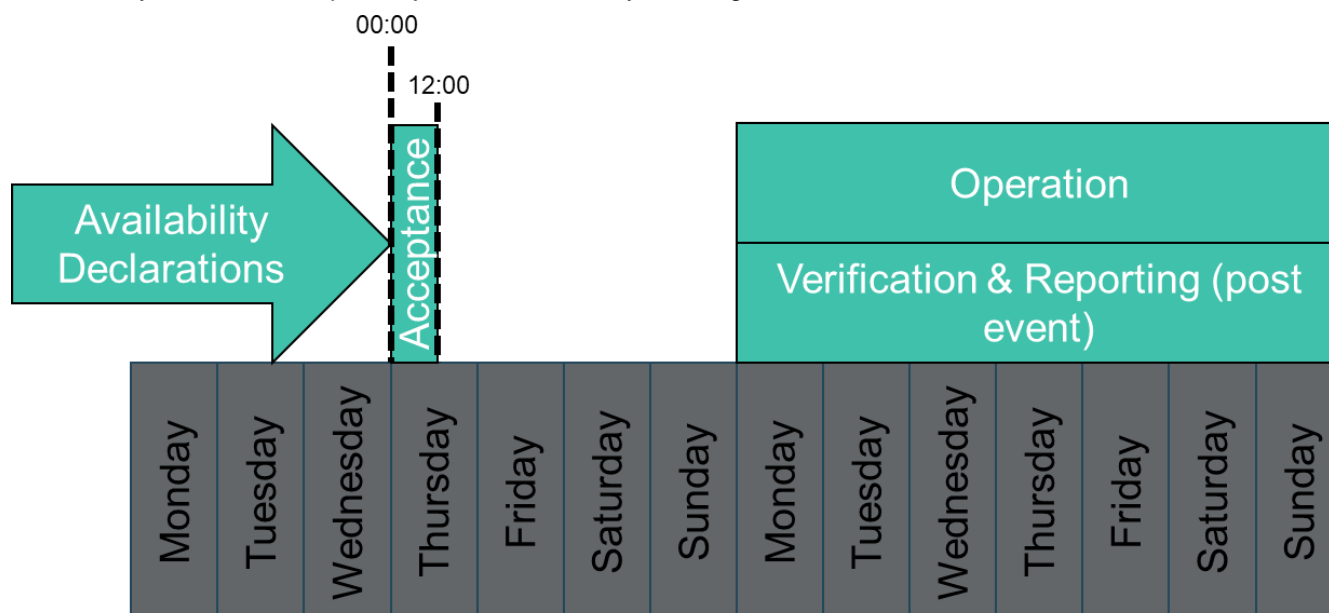 00:00
12:00
Availability
Declarations
Acceptance
Operation
Verification & Reporting (post
event)
Monday
Tuesday
Wednesday
Thursday
Friday
Saturday
Sunday
Monday
Tuesday
Wednesday
Thursday
Friday
Saturday
Sunday